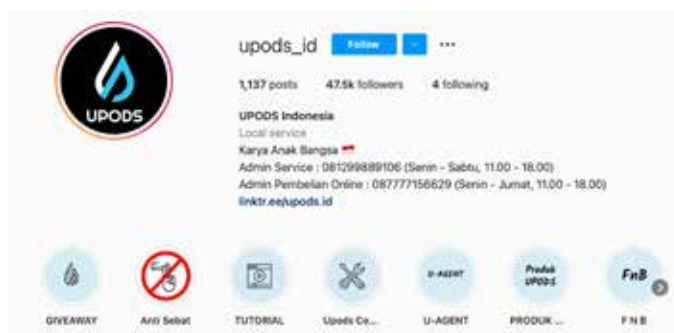 upods_id Follow
1,137 posts 47.5k followers 4 following
UPODS
UPODS Indonesia
Local service
Karya Anak Bangsa
Admin Service : 081299889106 (Senin - Sabtu, 11.00 - 18.00)
Admin Pembelian Online : 087777156629 (Senin - Jumat, 11.00 - 18.00)
linktr.ee/upods.id
U-AGENT
Produk
UPODS
FnB
GIVEAWAY Anti Sebat TUTORIAL Upods Co... U-AGENT PRODUK ... F N B